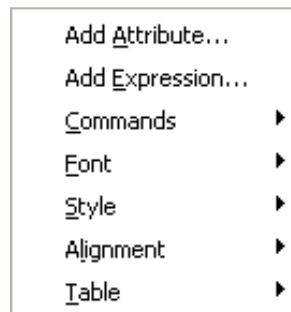 Add Attribute...
Add Expression...
Commands
Font
Style
Alignment
Table